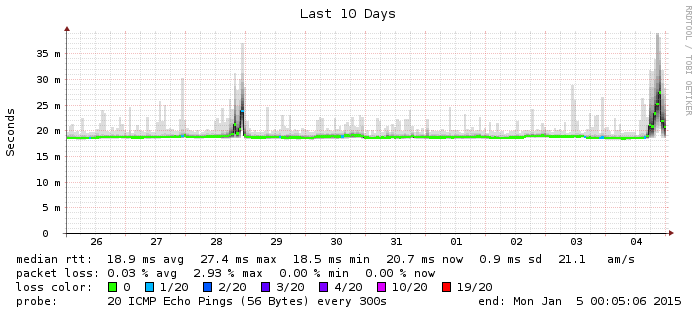 Last 10 Days
RRDTOOL / TOBI OETIKER
Seconds
35 m
30 m
25 m
20 m
15 m
10 m
5 m
0
26 27 28 29 30 31 01 02 03 04
median rtt: 18.9 ms avg 27.4 ms max 18.5 ms min 20.7 ms now 0.9 ms sd 21.1 am/s
packet loss: 0.03 % avg 2.93 % max 0.00 % min 0.00 % now
loss color: 0 1/20 2/20 3/20 4/20 10/20 19/20
probe: 20 ICMP Echo Pings (56 Bytes) every 300s end: Mon Jan 5 00:05:06 2015